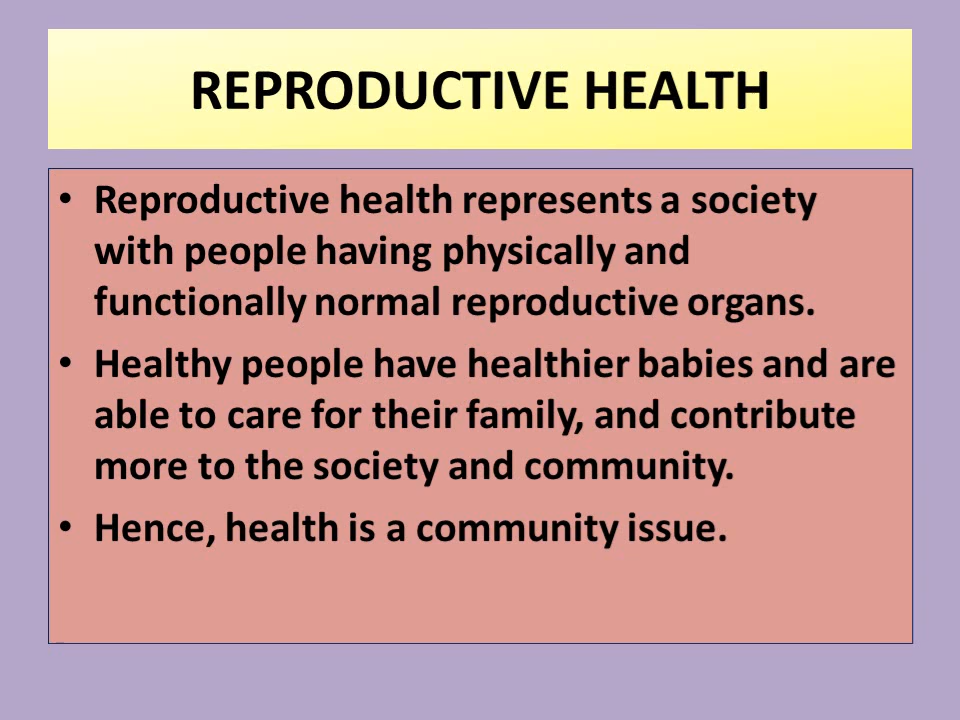 REPRODUCTIVE HEALTH
• Reproductive health represents a society
with people having physically and
functionally normal reproductive organs.
• Healthy people have healthier babies and are
able to care for their family, and contribute
more to the society and community.
• Hence, health is a community issue.